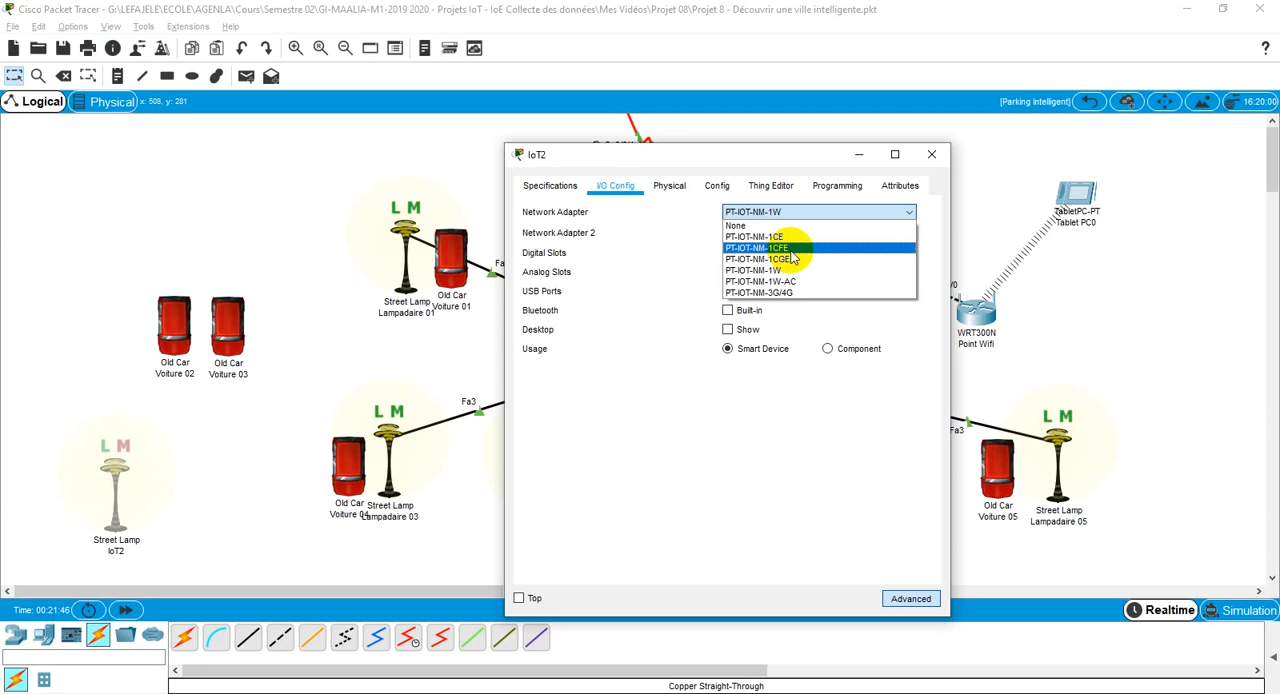 Cisco Packet Tracer - G:\LEFAJELE\ECOLE\AGENLA\Cours\Semestre 02\GI-MAALIA-M1-2019 2020 - Projets IoT - IoE Collecte des données\Mes Vidéos\Projet 08\Projet 8 - Découvrir une ville intelligente.pkt
File Edit Options View Tools Extensions Help
Logical Physical x: 508, y: 281 [Parking Intelligent] 16:20:00
IoT2
Specifications I/O Config Physical Config Thing Editor Programming Attributes
Network Adapter PT-IOT-NM-1W
None
Network Adapter 2 PT-IOT-NM-1CE
PT-IOT-NM-1CFE
Digital Slots PT-IOT-NM-1CGE
Analog Slots PT-IOT-NM-1W
PT-IOT-NM-1W-AC
USB Ports PT-IOT-NM-3G/4G
Bluetooth Built-in
Desktop Show
Usage Smart Device Component
Top Advanced
L M
Street Lamp
Lampadaire 01
Old Car
Voiture 01
Fa
Old Car
Voiture 02
Old Car
Voiture 03
L M
Street Lamp
IoT2
L M
Fa3
Old Car
Voiture 04
Street Lamp
Lampadaire 03
TabletPC-PT
Tablet PC0
/0
WRT300N
Point Wifi
L M
Fa3
Old Car
Voiture 05
Street Lamp
Lampadaire 05
Time: 00:21:46 Realtime Simulation
Copper Straight-Through